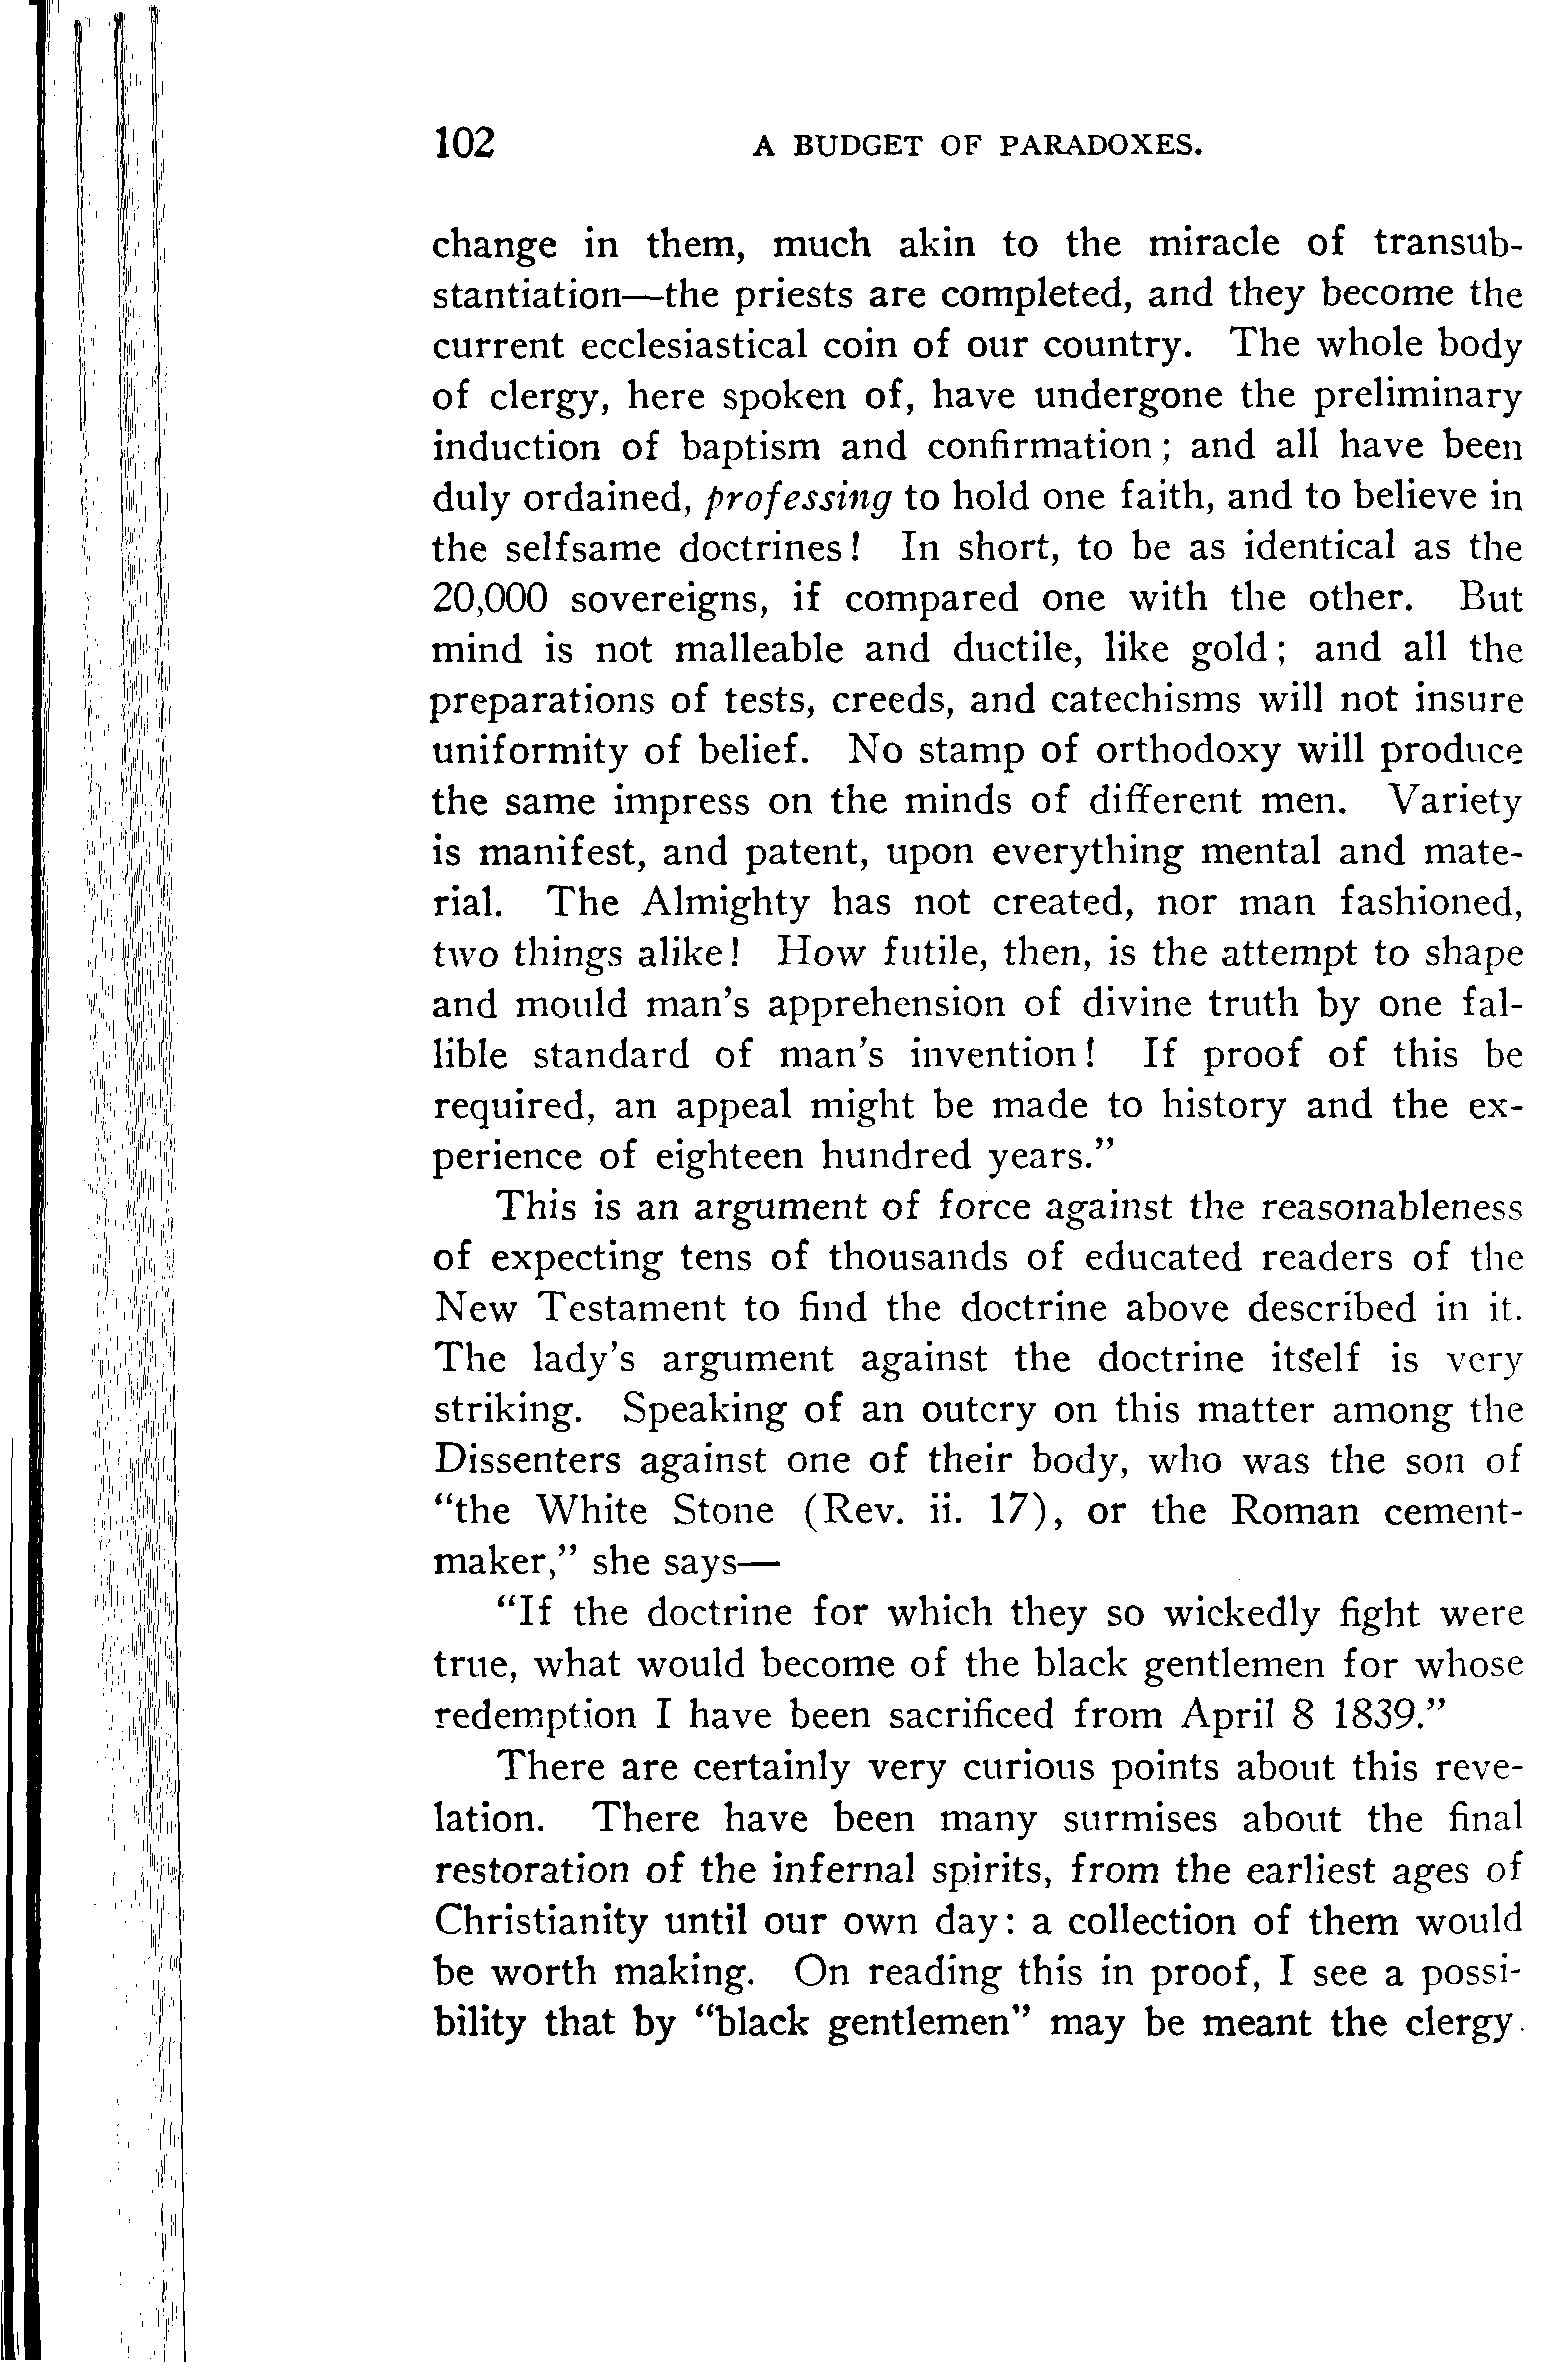 102 A BUDGET OF PARADOXES.
change in them, much akin to the miracle of transub-
stantiation—the priests are completed, and they become the
current ecclesiastical coin of our country. The whole body
of clergy, here spoken of, have undergone the preliminary
induction of baptism and confirmation; and all have been
duly ordained, professing to hold one faith, and to believe in
the selfsame doctrines! In short, to be as identical as the
20,000 sovereigns, if compared one with the other. But
mind is not malleable and ductile, like gold; and all the
preparations of tests, creeds, and catechisms will not insure
uniformity of belief. No stamp of orthodoxy will produce
the same impress on the minds of different men. Variety
is manifest, and patent, upon everything mental and mate-
rial. The Almighty has not created, nor man fashioned,
two things alike! How futile, then, is the attempt to shape
and mould man's apprehension of divine truth by one fal-
lible standard of man's invention! If proof of this be
required, an appeal might be made to history and the ex-
perience of eighteen hundred years."
This is an argument of force against the reasonableness
of expecting tens of thousands of educated readers of the
New Testament to find the doctrine above described in it.
The lady's argument against the doctrine itself is very
striking. Speaking of an outcry on this matter among the
Dissenters against one of their body, who was the son of
"the White Stone (Rev. ii. 17), or the Roman cement-
maker," she says—
"If the doctrine for which they so wickedly fight were
true, what would become of the black gentlemen for whose
redemption I have been sacrificed from April 8 1839."
There are certainly very curious points about this reve-
lation. There have been many surmises about the final
restoration of the infernal spirits, from the earliest ages of
Christianity until our own day: a collection of them would
be worth making. On reading this in proof, I see a possi-
bility that by "black gentlemen" may be meant the clergy.